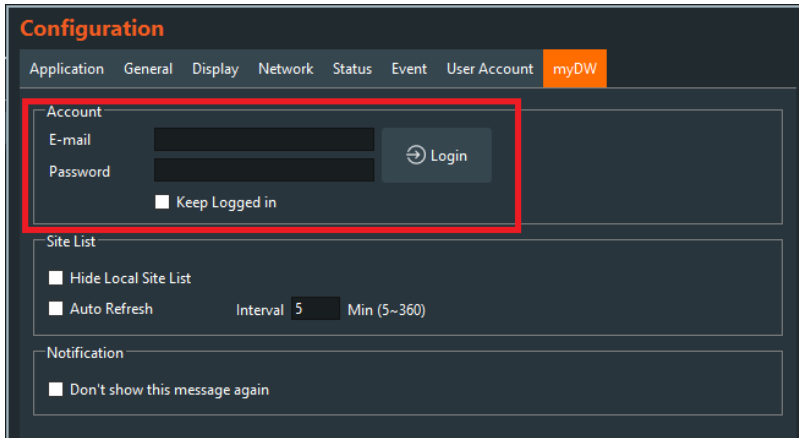 Configuration
Application General Display Network Status Event User Account myDW
Account
E-mail
Login
Password
Keep Logged in
Site List
Hide Local Site List
Auto Refresh Interval 5 Min (5~360)
Notification
Don't show this message again